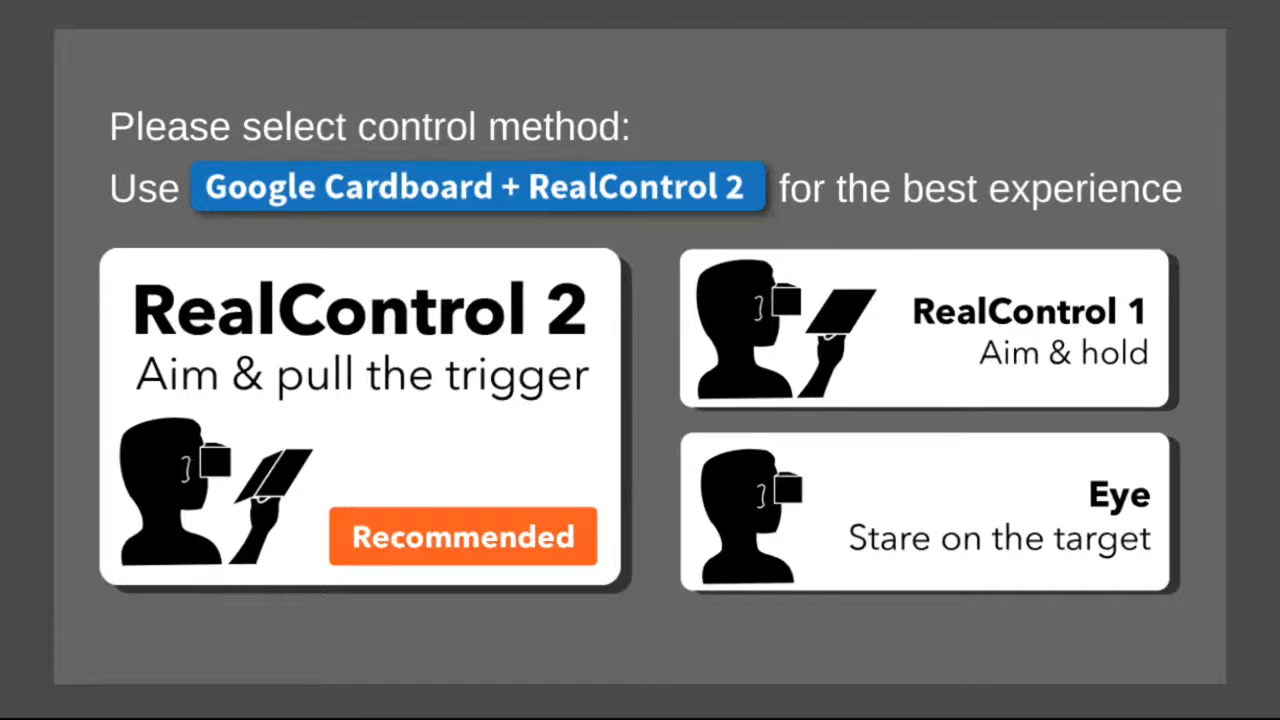 Please select control method:
Use Google Cardboard + RealControl 2 for the best experience
RealControl 2
Aim & pull the trigger
Recommended
RealControl 1
Aim & hold
Eye
Stare on the target